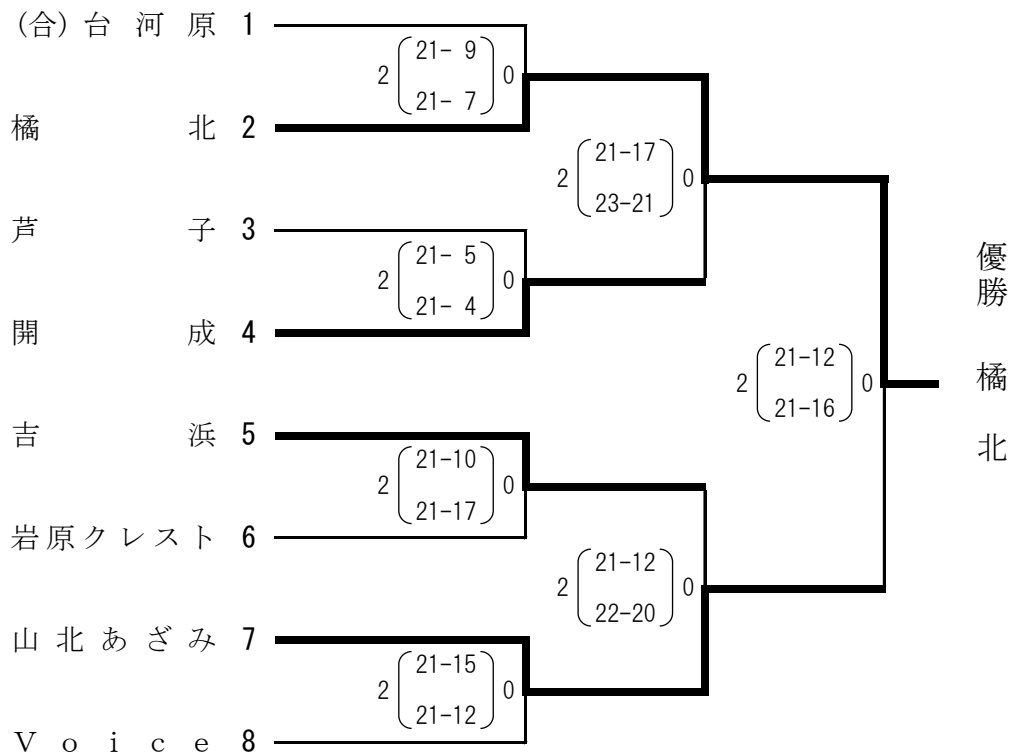 (合)台河原 1
2 21- 9 0
21- 7
橘北 2
2 21-17 0
23-21
芦子 3
2 21- 5 0
21- 4
開成 4
優勝 橘北
2 21-12 0
21-16
吉浜 5
2 21-10 0
21-17
岩原クレスト 6
2 21-12 0
22-20
山北あざみ 7
2 21-15 0
21-12
Voice 8